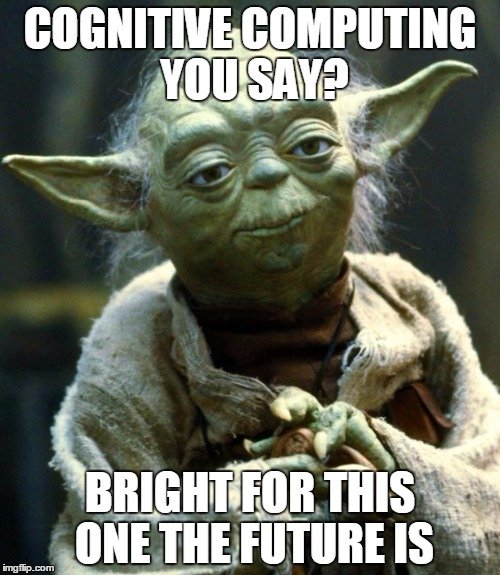 COGNITIVE COMPUTING
YOU SAY?
BRIGHT FOR THIS
ONE THE FUTURE IS
imgflip.com